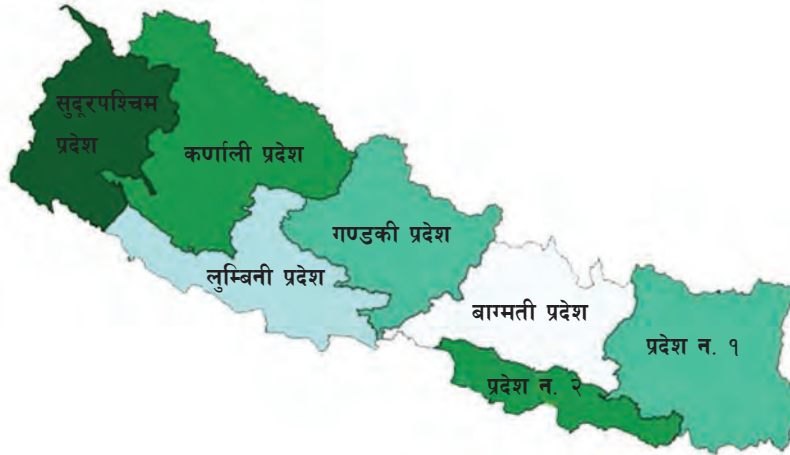 सुदूरपश्चिम
प्रदेश
कर्णाली प्रदेश
गण्डकी प्रदेश
लुम्बिनी प्रदेश
बाग्मती प्रदेश
प्रदेश न. १
प्रदेश न. २